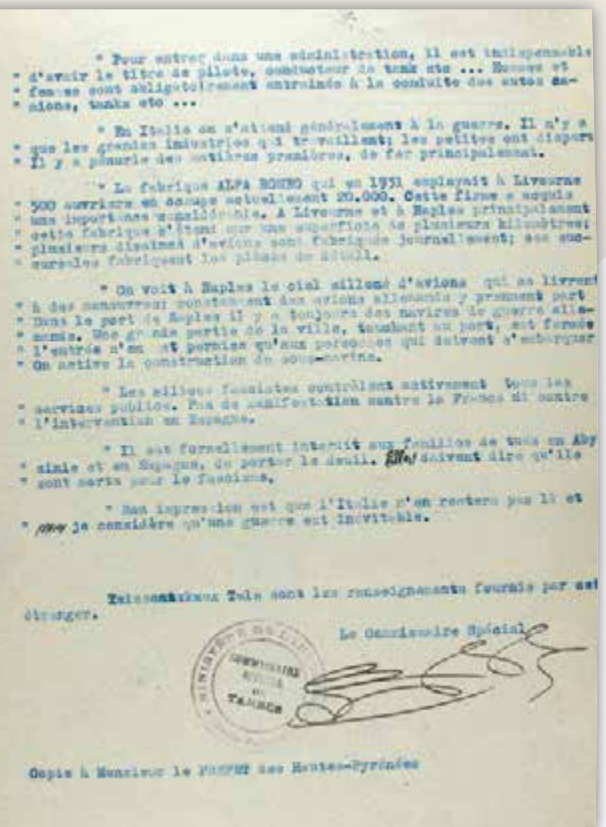 " Pour entrer dans une administration, il est indispensable
" d'avoir le titre de pilote, conducteur de tank etc ... Hommes et
" femmes sont obligatoirement entrainés à la conduite des autos ca-
" mions, tanks etc ...
" En Italie on s'attend généralement à la guerre. Il n'y a
" que les grandes industries qui travaillent; les petites ont disparu
" Il y a pénurie des matières premières, de fer principalement.
" La fabrique ALFA ROMEO qui en 1931 employait à Livourne
" 500 ouvriers en occupe actuellement 20.000. Cette firme a acquis
" une importance considérable. A Livourne et à Naples principalement
" cette fabrique s'étend sur une superficie de plusieurs kilomètres;
" plusieurs dizaines d'avions sont fabriqués journellement; ses suc-
" cursales fabriquent les pièces de détail.
" On voit à Naples le ciel sillonné d'avions qui se livrent
" à des manoeuvres; constamment des avions allemands y prennent part
" Dans le port de Naples il y a toujours des navires de guerre alle-
" mands. Une grande partie de la ville, touchant au port, est fermée
" l'entrée n'en est permise qu'aux personnes qui doivent s'embarquer
" On active la construction de sous-marins.
" Les milices fascistes contrôlent activement tous les
" services publics. Pas de manifestation contre la France ni contre
" l'intervention en Espagne.
" Il est formellement interdit aux familles de tués en Aby
" sinie et en Espagne, de porter le deuil. doivent dire qu'ils
" sont morts pour le fascisme.
" Mon impression est que l'Italie n'en restera pas là et
" je considère qu'une guerre est inévitable.
Tels sont les renseignements fournis par cet
étranger.
Le Commissaire Spécial
MINISTÈRE DE L'
COMMISSAIRE
SPÉCIAL
DE
TARBES
Copie à Monsieur le PREFET des Hautes-Pyrénées